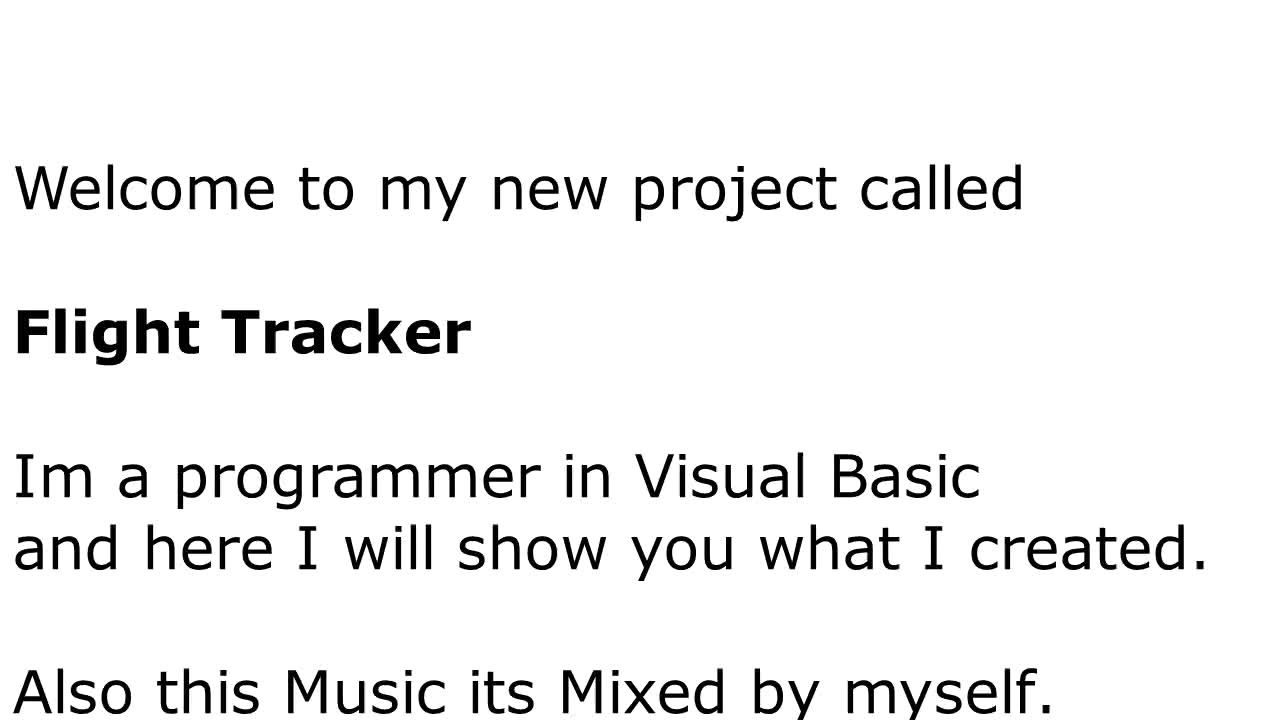 Welcome to my new project called
Flight Tracker
Im a programmer in Visual Basic
and here I will show you what I created.
Also this Music its Mixed by myself.